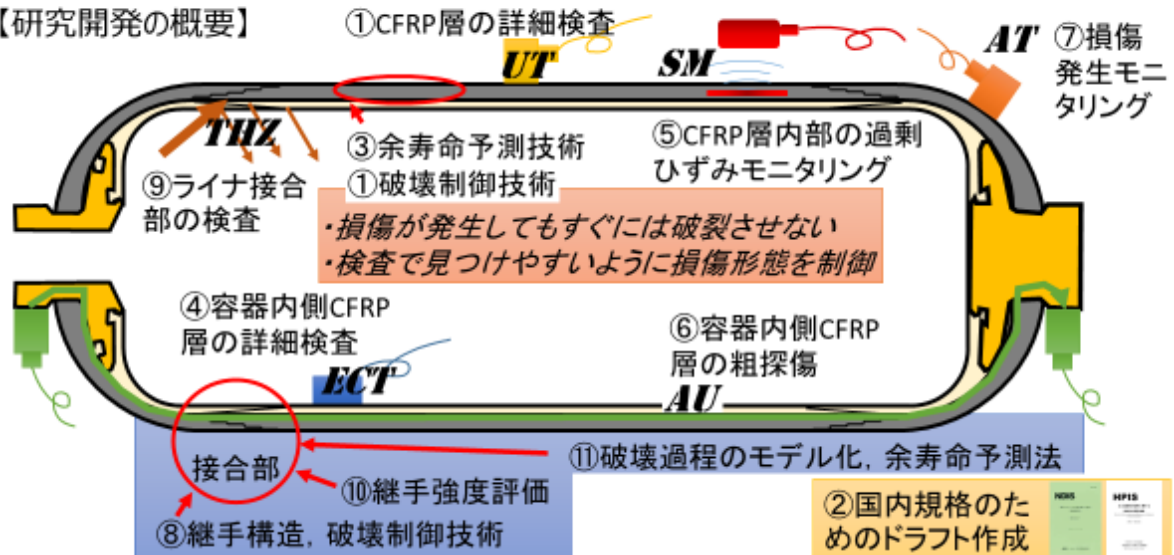 【研究開発の概要】
①CFRP層の詳細検査
UT
SM
AT
⑦損傷
発生モニ
タリング
THZ
③余寿命予測技術
①破壊制御技術
⑤CFRP層内部の過剰
ひずみモニタリング
⑨ライナ接合
部の検査
・損傷が発生してもすぐには破裂させない
・検査で見つけやすいように損傷形態を制御
④容器内側CFRP
層の詳細検査
⑥容器内側CFRP
層の粗探傷
ECT
AU
接合部
⑪破壊過程のモデル化, 余寿命予測法
⑩継手強度評価
⑧継手構造, 破壊制御技術
②国内規格のた
めのドラフト作成
NDIS
HPIS